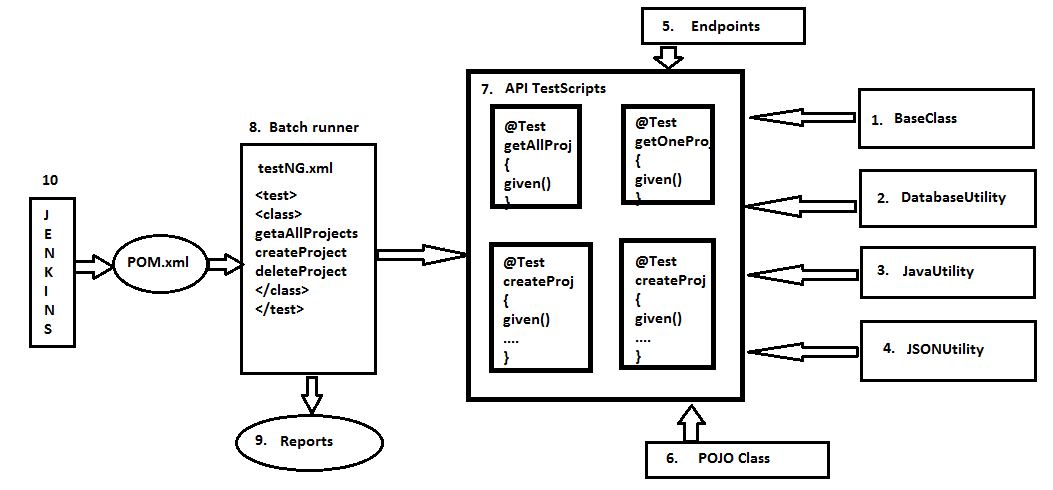 5. Endpoints
7. API TestScripts
@Test
getAllProj
{
given()
}
@Test
getOneProj
{
given()
}
@Test
createProj
{
given()
....
}
@Test
createProj
{
given()
....
}
1. BaseClass
2. DatabaseUtility
3. JavaUtility
4. JSONUtility
6. POJO Class
8. Batch runner
testNG.xml
<test>
<class>
getaAllProjects
createProject
deleteProject
</class>
</test>
10
J
E
N
K
I
N
S
POM.xml
9. Reports